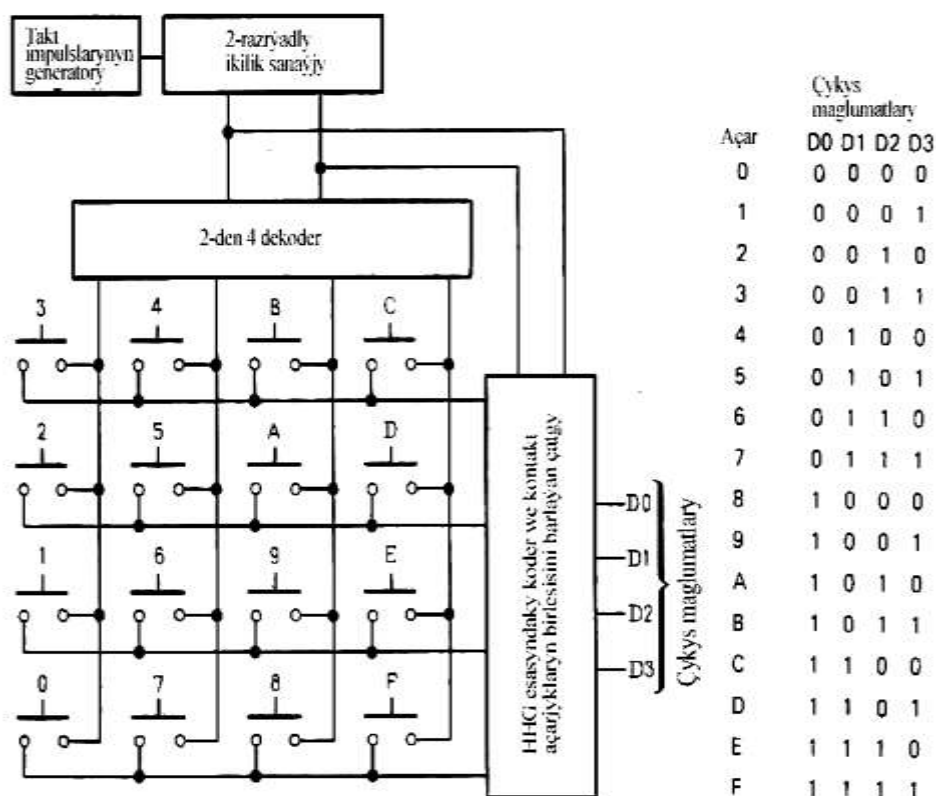 Takt
impulslarynyn
generatory
2-razrýadly
ikilik sanaýjy
2-den 4 dekoder
3 4 B C
2 5 A D
1 6 9 E
0 7 8 F
HHG esasyndaky koder we kontakt
açarjyklaryn birlesisini harlaýan çatgy
D0
D1
D2
D3
Çykys maglumatlary
Çykys
maglumatlary
Açar D0 D1 D2 D3
0 0 0 0 0
1 0 0 0 1
2 0 0 1 0
3 0 0 1 1
4 0 1 0 0
5 0 1 0 1
6 0 1 1 0
7 0 1 1 1
8 1 0 0 0
9 1 0 0 1
A 1 0 1 0
B 1 0 1 1
C 1 1 0 0
D 1 1 0 1
E 1 1 1 0
F 1 1 1 1